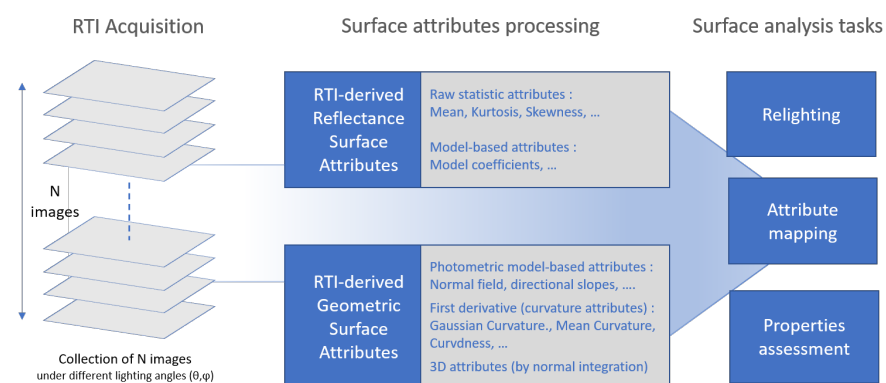 RTI Acquisition
Surface attributes processing
Surface analysis tasks
N
images
Collection of N images
under different lighting angles (θ,φ)
RTI-derived
Reflectance
Surface
Attributes
Raw statistic attributes :
Mean, Kurtosis, Skewness, ...
Model-based attributes :
Model coefficients, ...
RTI-derived
Geometric
Surface
Attributes
Photometric model-based attributes :
Normal field, directional slopes, ....
First derivative (curvature attributes) :
Gaussian Curvature., Mean Curvature,
Curvdness, ...
3D attributes (by normal integration)
Relighting
Attribute
mapping
Properties
assessment